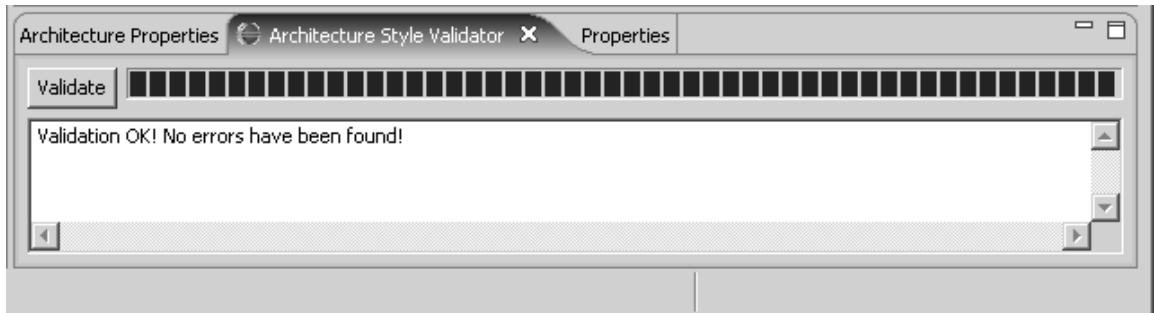 Architecture Properties Architecture Style Validator Properties
Validate
Validation OK! No errors have been found!